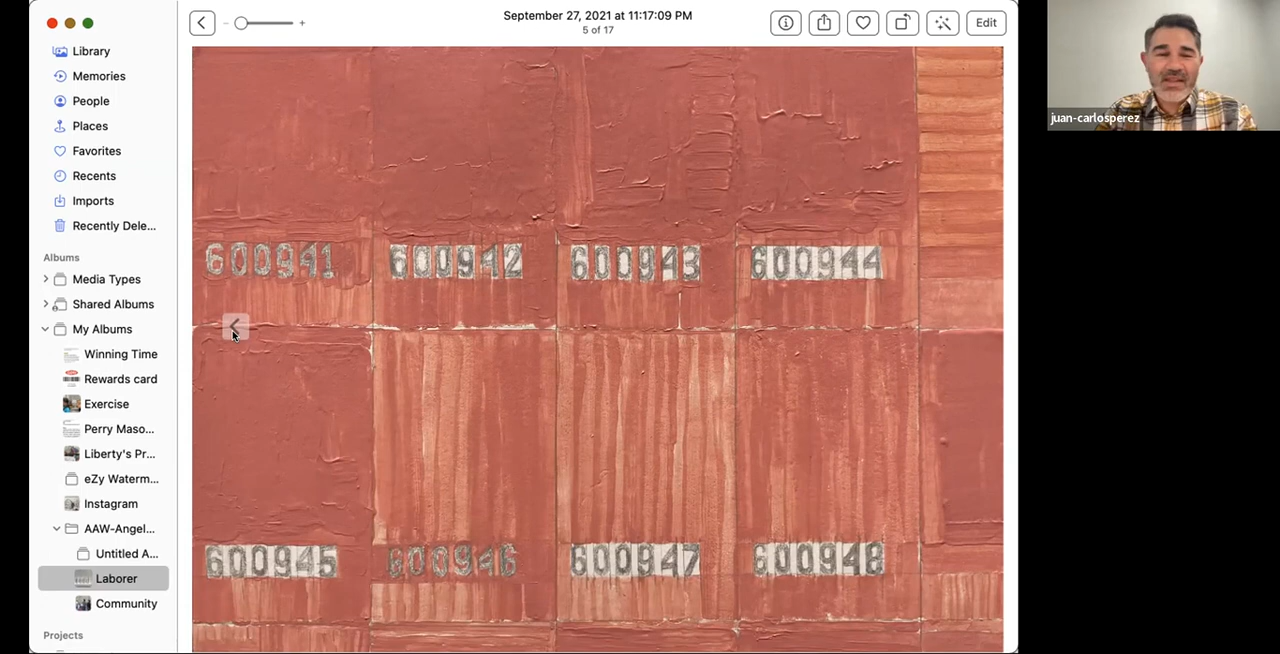 September 27, 2021 at 11:17:09 PM
5 of 17
Edit
Library
Memories
People
Places
Favorites
Recents
Imports
Recently Dele...
Albums
Media Types
Shared Albums
My Albums
Winning Time
Rewards card
Exercise
Perry Maso...
Liberty's Pr...
eZy Waterm...
Instagram
AAW-Angel...
Untitled A...
Laborer
Community
Projects
600941 600942 600943 600944
600945 600946 600947 600948
juan-carlosperez